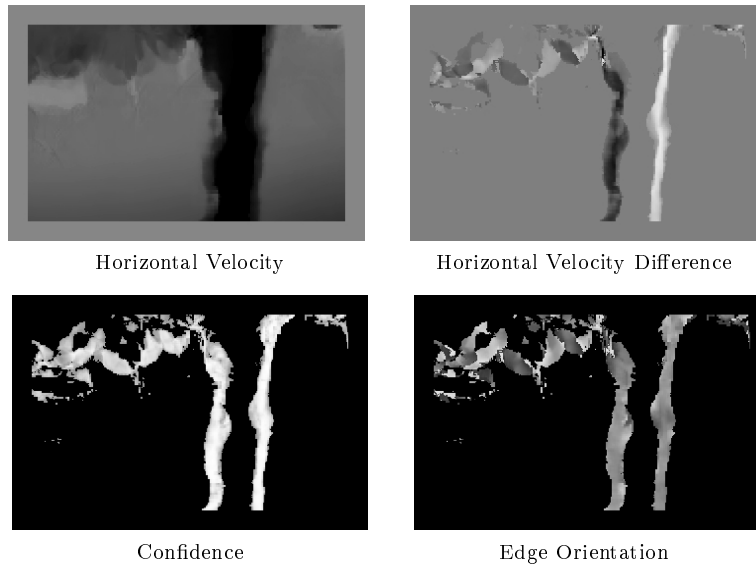 Horizontal Velocity
Horizontal Velocity Difference
Confidence
Edge Orientation